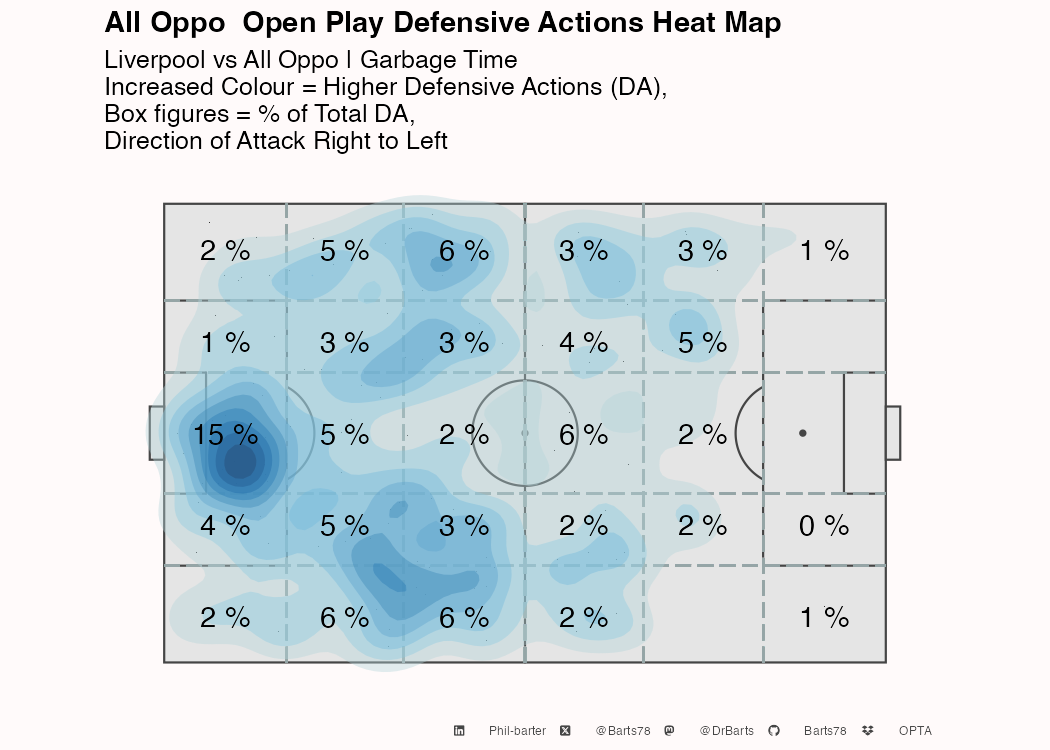 All Oppo  Open Play Defensive Actions Heat Map
Liverpool vs All Oppo | Garbage Time
Increased Colour = Higher Defensive Actions (DA),
Box figures = % of Total DA,
Direction of Attack Right to Left
2 % 5 % 6 % 3 % 3 % 1 %
1 % 3 % 3 % 4 % 5 %
15 % 5 % 2 % 6 % 2 %
4 % 5 % 3 % 2 % 2 % 0 %
2 % 6 % 6 % 2 % 1 %
Phil-barter @Barts78 @DrBarts Barts78 OPTA